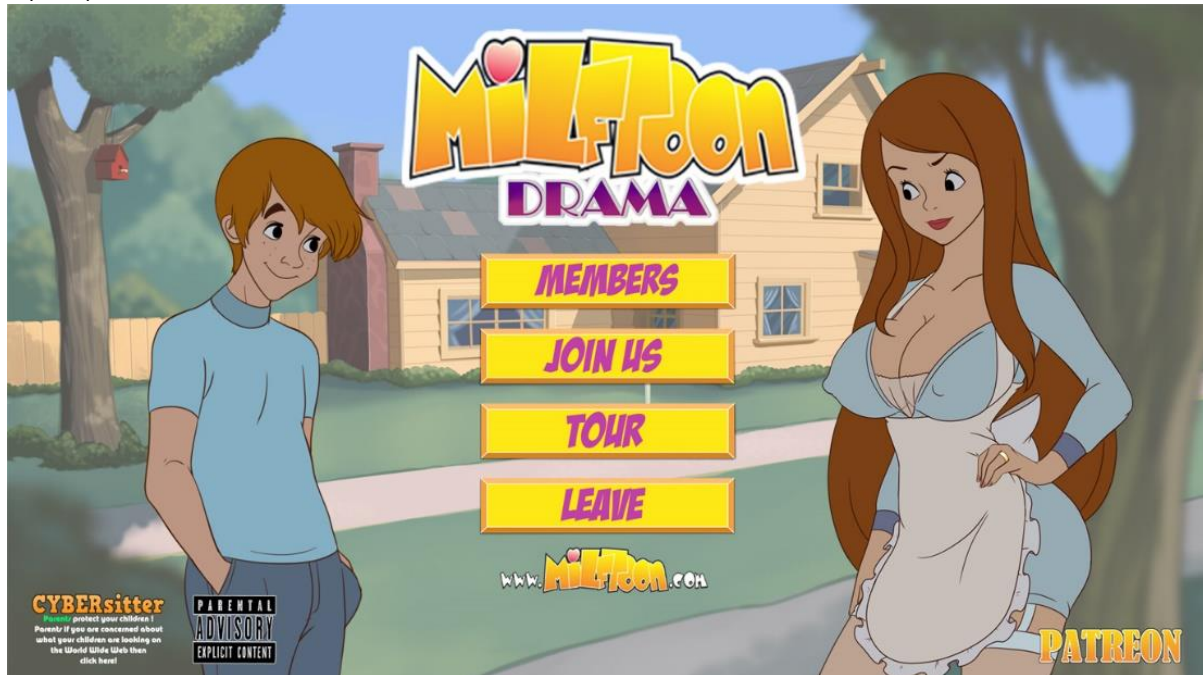 MILFTOON
DRAMA
MEMBERS
JOIN US
TOUR
LEAVE
WWW.MILFTOON.COM
CYBERsitter
Parents protect your children !
Parents if you are concerned about
what your children are looking on
the World Wide Web then
click here!
PARENTAL
ADVISORY
EXPLICIT CONTENT
PATREON